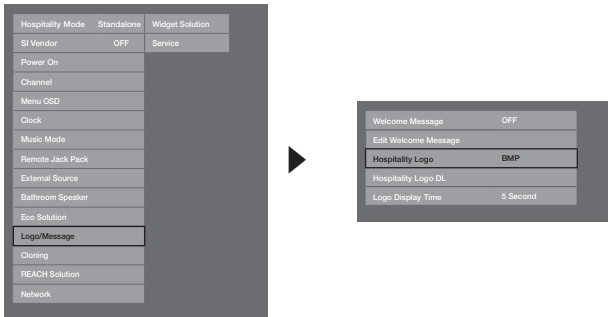 Hospitality Mode Standalone Widget Solution
SI Vendor OFF Service
Power On
Channel
Menu OSD
Clock
Music Mode
Remote Jack Pack
External Source
Bathroom Speaker
Eco Solution
Logo/Message
Cloning
REACH Solution
Network
Welcome Message OFF
Edit Welcome Message
Hospitality Logo BMP
Hospitality Logo DL
Logo Display Time 5 Second